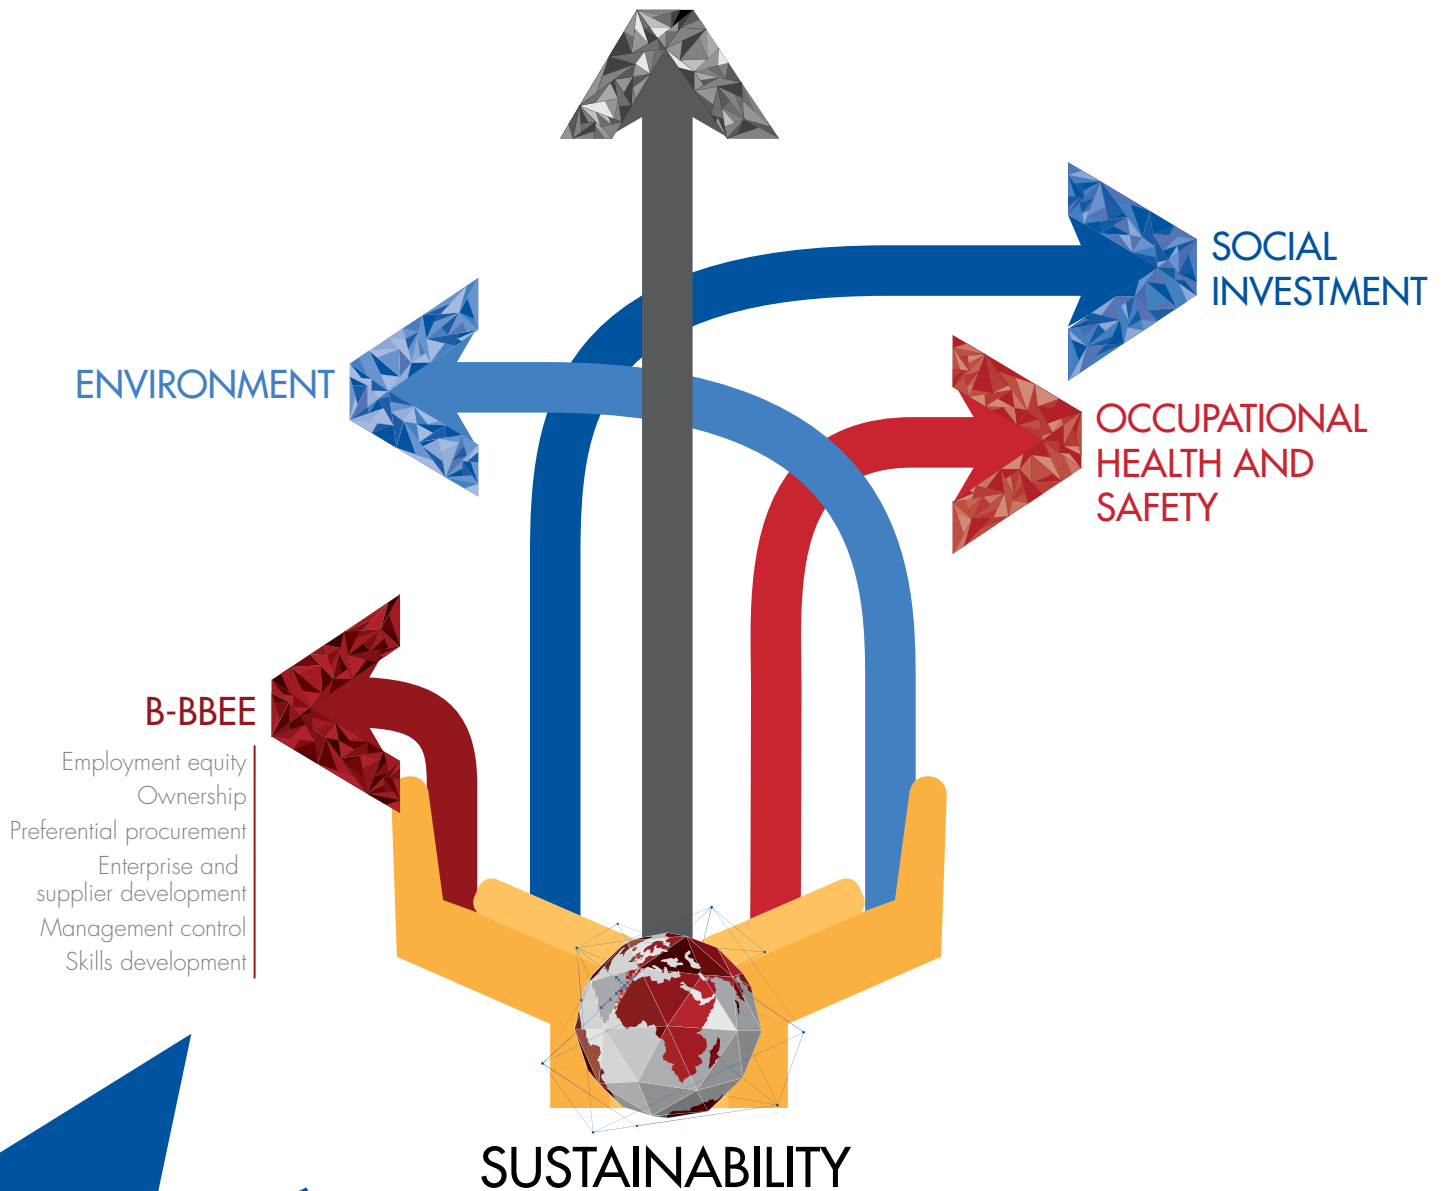 SOCIAL
INVESTMENT
ENVIRONMENT
OCCUPATIONAL
HEALTH AND
SAFETY
B-BBEE
Employment equity
Ownership
Preferential procurement
Enterprise and
supplier development
Management control
Skills development
SUSTAINABILITY